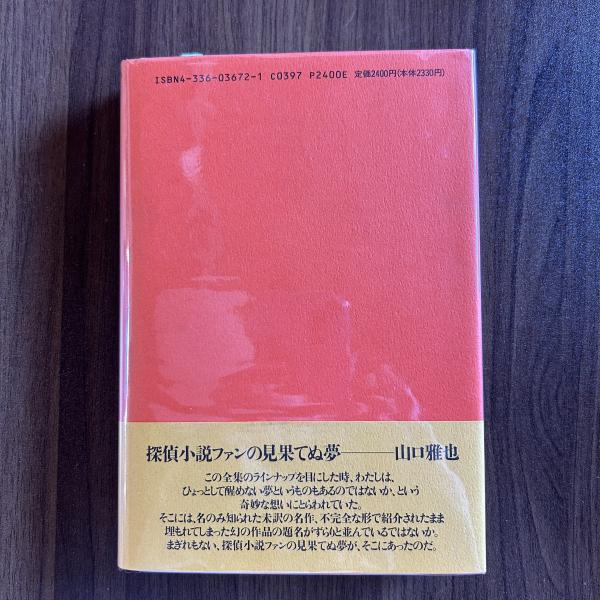 ISBN4-336-03672-1 C0397 P2400E 定価2400円(本体2330円)
探偵小説ファンの見果てぬ夢———山口雅也
この全集のラインナップを目にした時、わたしは、
ひょっとして醒めない夢というものもあるのではないか、という
奇妙な想いにとらわれていた。
そこには、名のみ知られた未訳の名作、不完全な形で紹介されたまま
埋もれてしまった幻の作品の題名がずらりと並んでいるではないか。
まぎれもない、探偵小説ファンの見果てぬ夢が、そこにあったのだ。